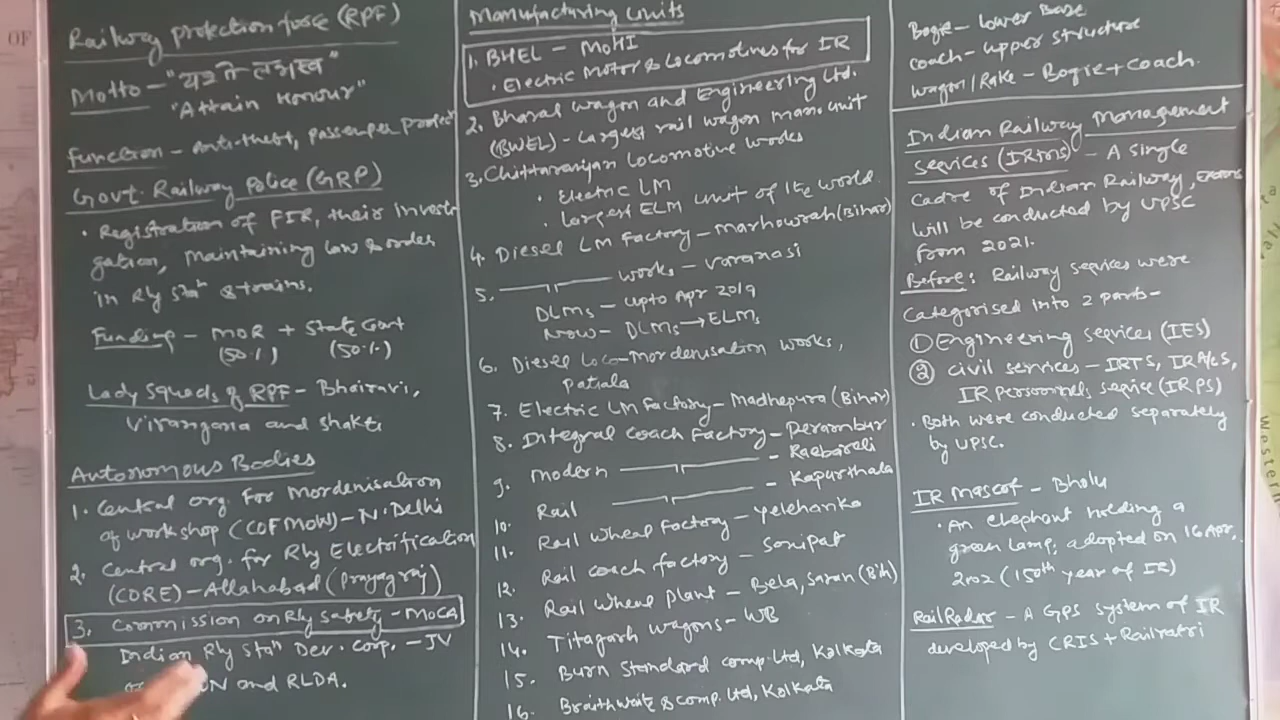 Railway protection force (RPF)
Motto - "यशो लभस्व"
"Attain Honour"
Function - Anti-theft, passenger protect
Govt. Railway Police (GRP)
• Registration of FIR, their investi
gation, maintaining law & order
in Rly staⁿ & trains.
Funding - MOR + State Govt
(50%) (50%)
Lady Squads of RPF - Bhairavi,
Virangana and Shakti
Autonomous Bodies
1. Central org. for Mordenisation
of workshop (COFMOW) - N. Delhi
2. Central org. for Rly Electrification
(CORE) - Allahabad (Prayagraj)
3. Commission on Rly Safety - MoCA
Indian Rly Staⁿ Dev. Corp. - JV
and RLDA.
Manufacturing Units
1. BHEL - MoHI
• Electric Motor & Locomotives for IR
2. Bharat Wagon and Engineering Ltd.
(BWEL) - Largest rail wagon manu. unit
3. Chittaranjan Locomotive works
• Electric LM
• Largest ELM unit of the world.
4. Diesel LM Factory - Marhowrah (Bihar)
5. works - Varanasi
DLMs - upto Apr 2019
Now - DLMs → ELMs
6. Diesel Loco-Mordenisation works,
Patiala
7. Electric LM Factory - Madhepura (Bihar)
8. Integral Coach Factory - Perambur
9. Modern - Raebareli
10. Rail - Kapurthala
11. Rail Wheel Factory - Yelehanka
12. Rail coach factory - Sonipat
13. Rail Wheel plant - Bela, Saran (Bih)
14. Titagarh Wagons - WB
15. Burn Standard comp. Ltd, Kolkata
16. Braithwait & comp. Ltd, Kolkata
Bogie - Lower Base
Coach - Upper structure
Wagon/Rake - Bogie + Coach.
Indian Railway Management
Services (IRMS) - A single
Cadre of Indian Railway, Exams
will be conducted by UPSC
from 2021.
Before: Railway services were
Categorised into 2 parts -
① Engineering services (IES)
② Civil services - IRTS, IRA/cS,
IR personnel service (IRPS)
• Both were conducted separately
by UPSC.
IR Mascot - Bholu
• An elephant holding a
green Lamp, adopted on 16 Apr,
2002 (150th year of IR)
RailRadar - A GPS system of IR
developed by CRIS + Railyatri
OF
Western